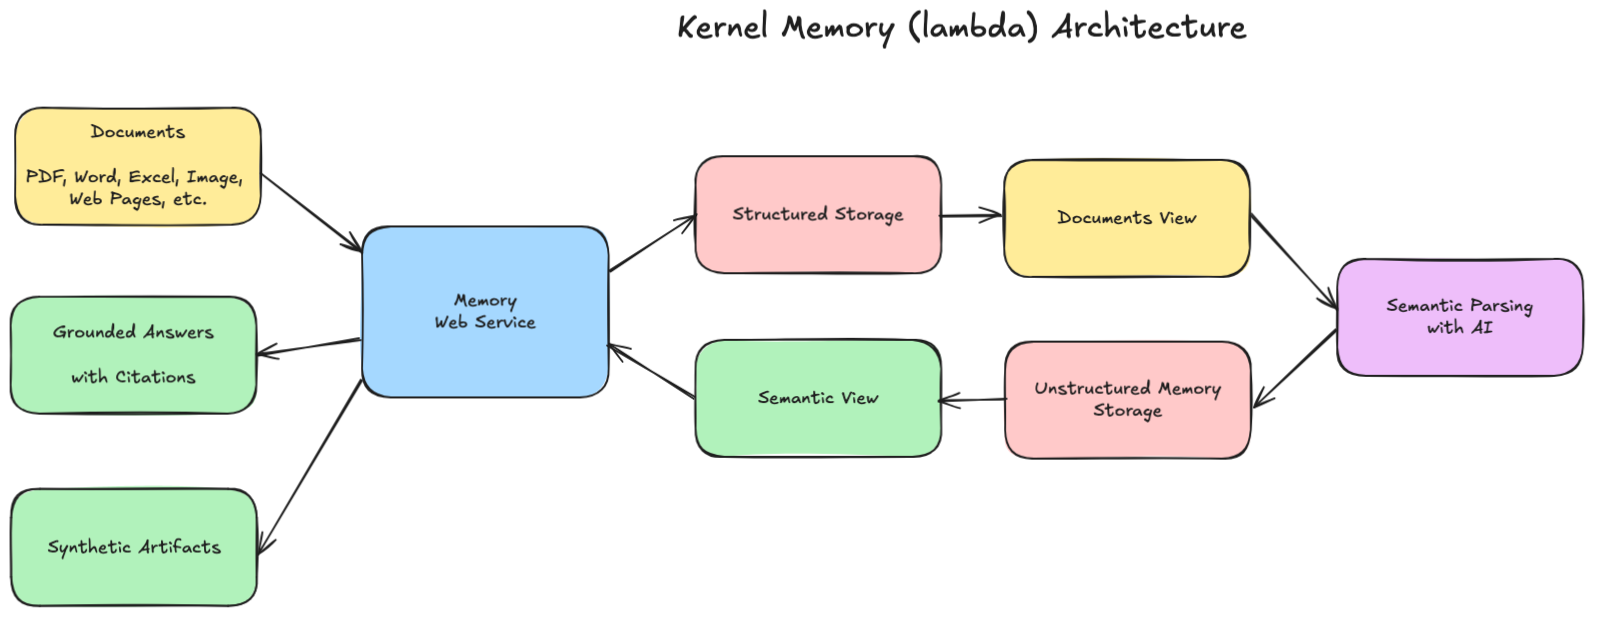 Kernel Memory (lambda) Architecture
Documents
PDF, Word, Excel, Image,
Web Pages, etc.
Grounded Answers
with Citations
Synthetic Artifacts
Memory
Web Service
Structured Storage
Documents View
Semantic Parsing
with AI
Unstructured Memory
Storage
Semantic View